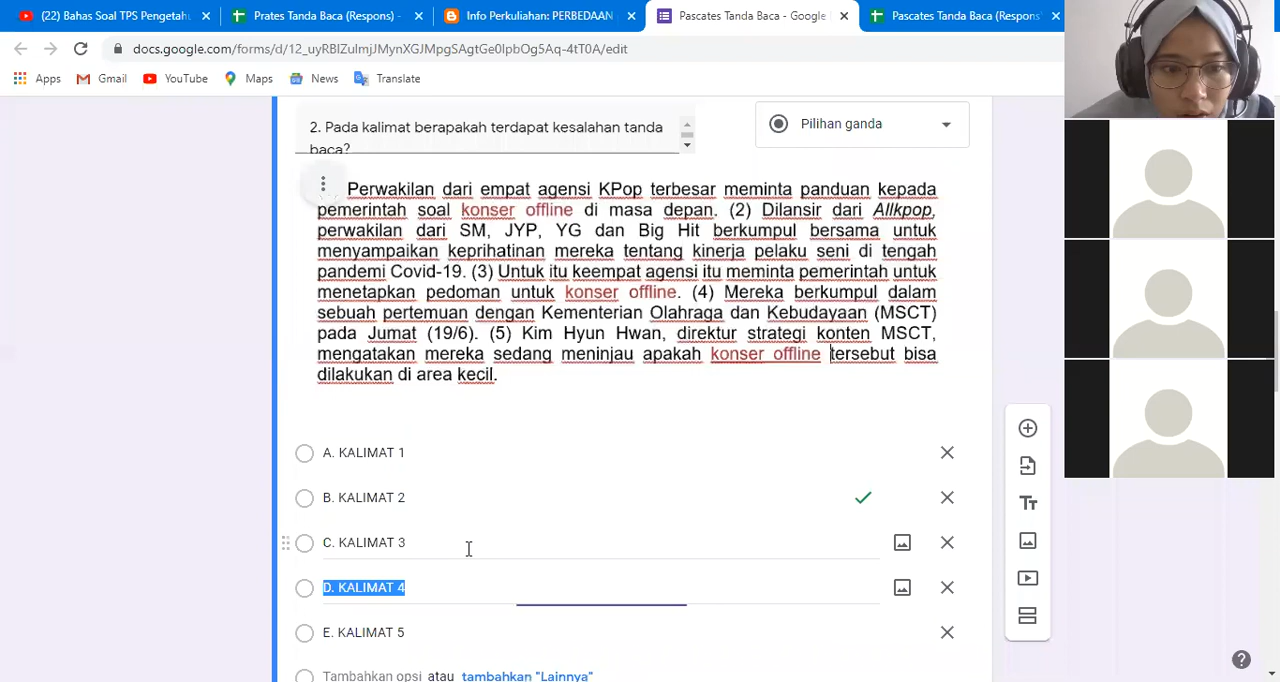 (22) Bahas Soal TPS Pengetahu
Prates Tanda Baca (Respons) -
Info Perkuliahan: PERBEDAAN
Pascates Tanda Baca - Google
Pascates Tanda Baca (Respons
docs.google.com/forms/d/12_uyRBIZulmjJMynXGJMpgSAgtGe0lpbOg5Aq-4tT0A/edit
Apps
Gmail
YouTube
Maps
News
Translate
2. Pada kalimat berapakah terdapat kesalahan tanda
baca?
Pilihan ganda
Perwakilan dari empat agensi KPop terbesar meminta panduan kepada
pemerintah soal konser offline di masa depan. (2) Dilansir dari Allkpop,
perwakilan dari SM, JYP, YG dan Big Hit berkumpul bersama untuk
menyampaikan keprihatinan mereka tentang kinerja pelaku seni di tengah
pandemi Covid-19. (3) Untuk itu keempat agensi itu meminta pemerintah untuk
menetapkan pedoman untuk konser offline. (4) Mereka berkumpul dalam
sebuah pertemuan dengan Kementerian Olahraga dan Kebudayaan (MSCT)
pada Jumat (19/6). (5) Kim Hyun Hwan, direktur strategi konten MSCT,
mengatakan mereka sedang meninjau apakah konser offline tersebut bisa
dilakukan di area kecil.
A. KALIMAT 1
B. KALIMAT 2
C. KALIMAT 3
D. KALIMAT 4
E. KALIMAT 5
Tambahkan opsi atau tambahkan "Lainnya"